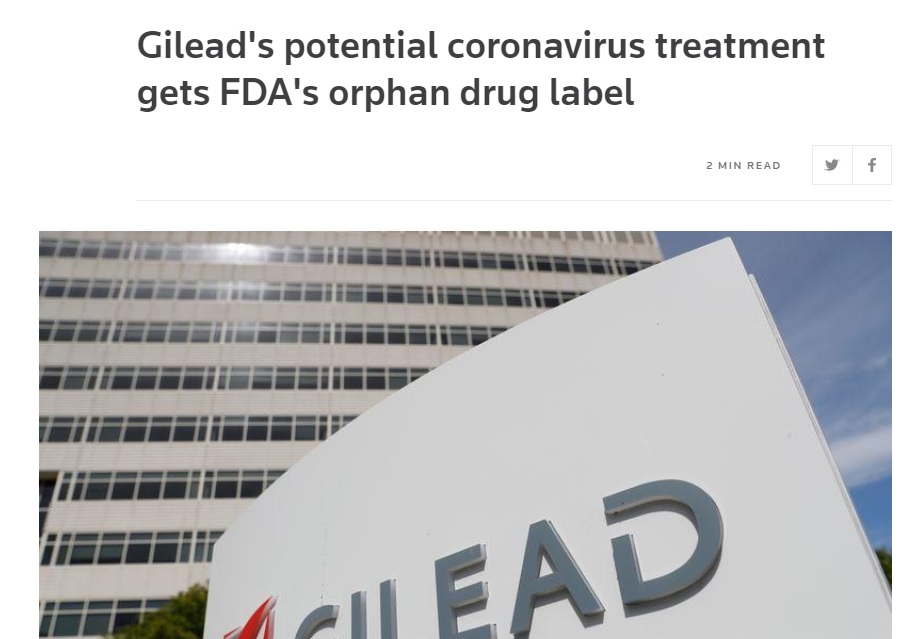 Gilead's potential coronavirus treatment
gets FDA's orphan drug label
2 MIN READ
GILEAD